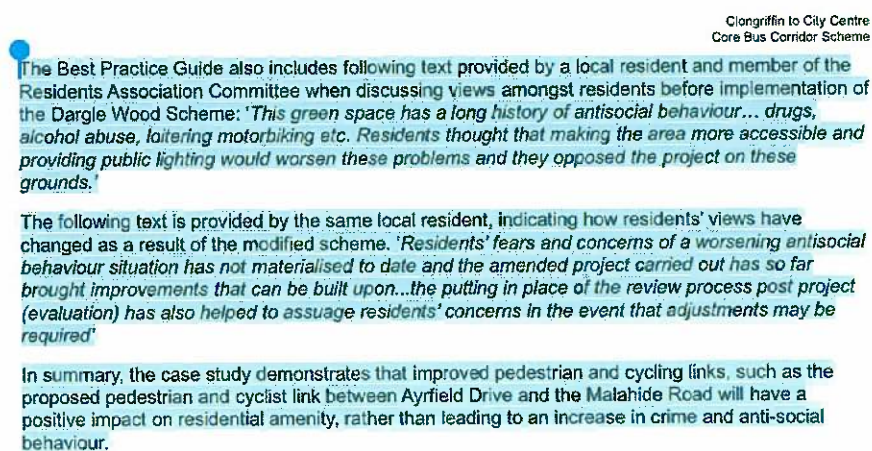 Clongriffin to City Centre
Core Bus Corridor Scheme
The Best Practice Guide also includes following text provided by a local resident and member of the
Residents Association Committee when discussing views amongst residents before implementation of
the Dargle Wood Scheme: 'This green space has a long history of antisocial behaviour... drugs,
alcohol abuse, loitering motorbiking etc. Residents thought that making the area more accessible and
providing public lighting would worsen these problems and they opposed the project on these
grounds.'
The following text is provided by the same local resident, indicating how residents' views have
changed as a result of the modified scheme. 'Residents' fears and concerns of a worsening antisocial
behaviour situation has not materialised to date and the amended project carried out has so far
brought improvements that can be built upon...the putting in place of the review process post project
(evaluation) has also helped to assuage residents' concerns in the event that adjustments may be
required'
In summary, the case study demonstrates that improved pedestrian and cycling links, such as the
proposed pedestrian and cyclist link between Ayrfield Drive and the Malahide Road will have a
positive impact on residential amenity, rather than leading to an increase in crime and anti-social
behaviour.